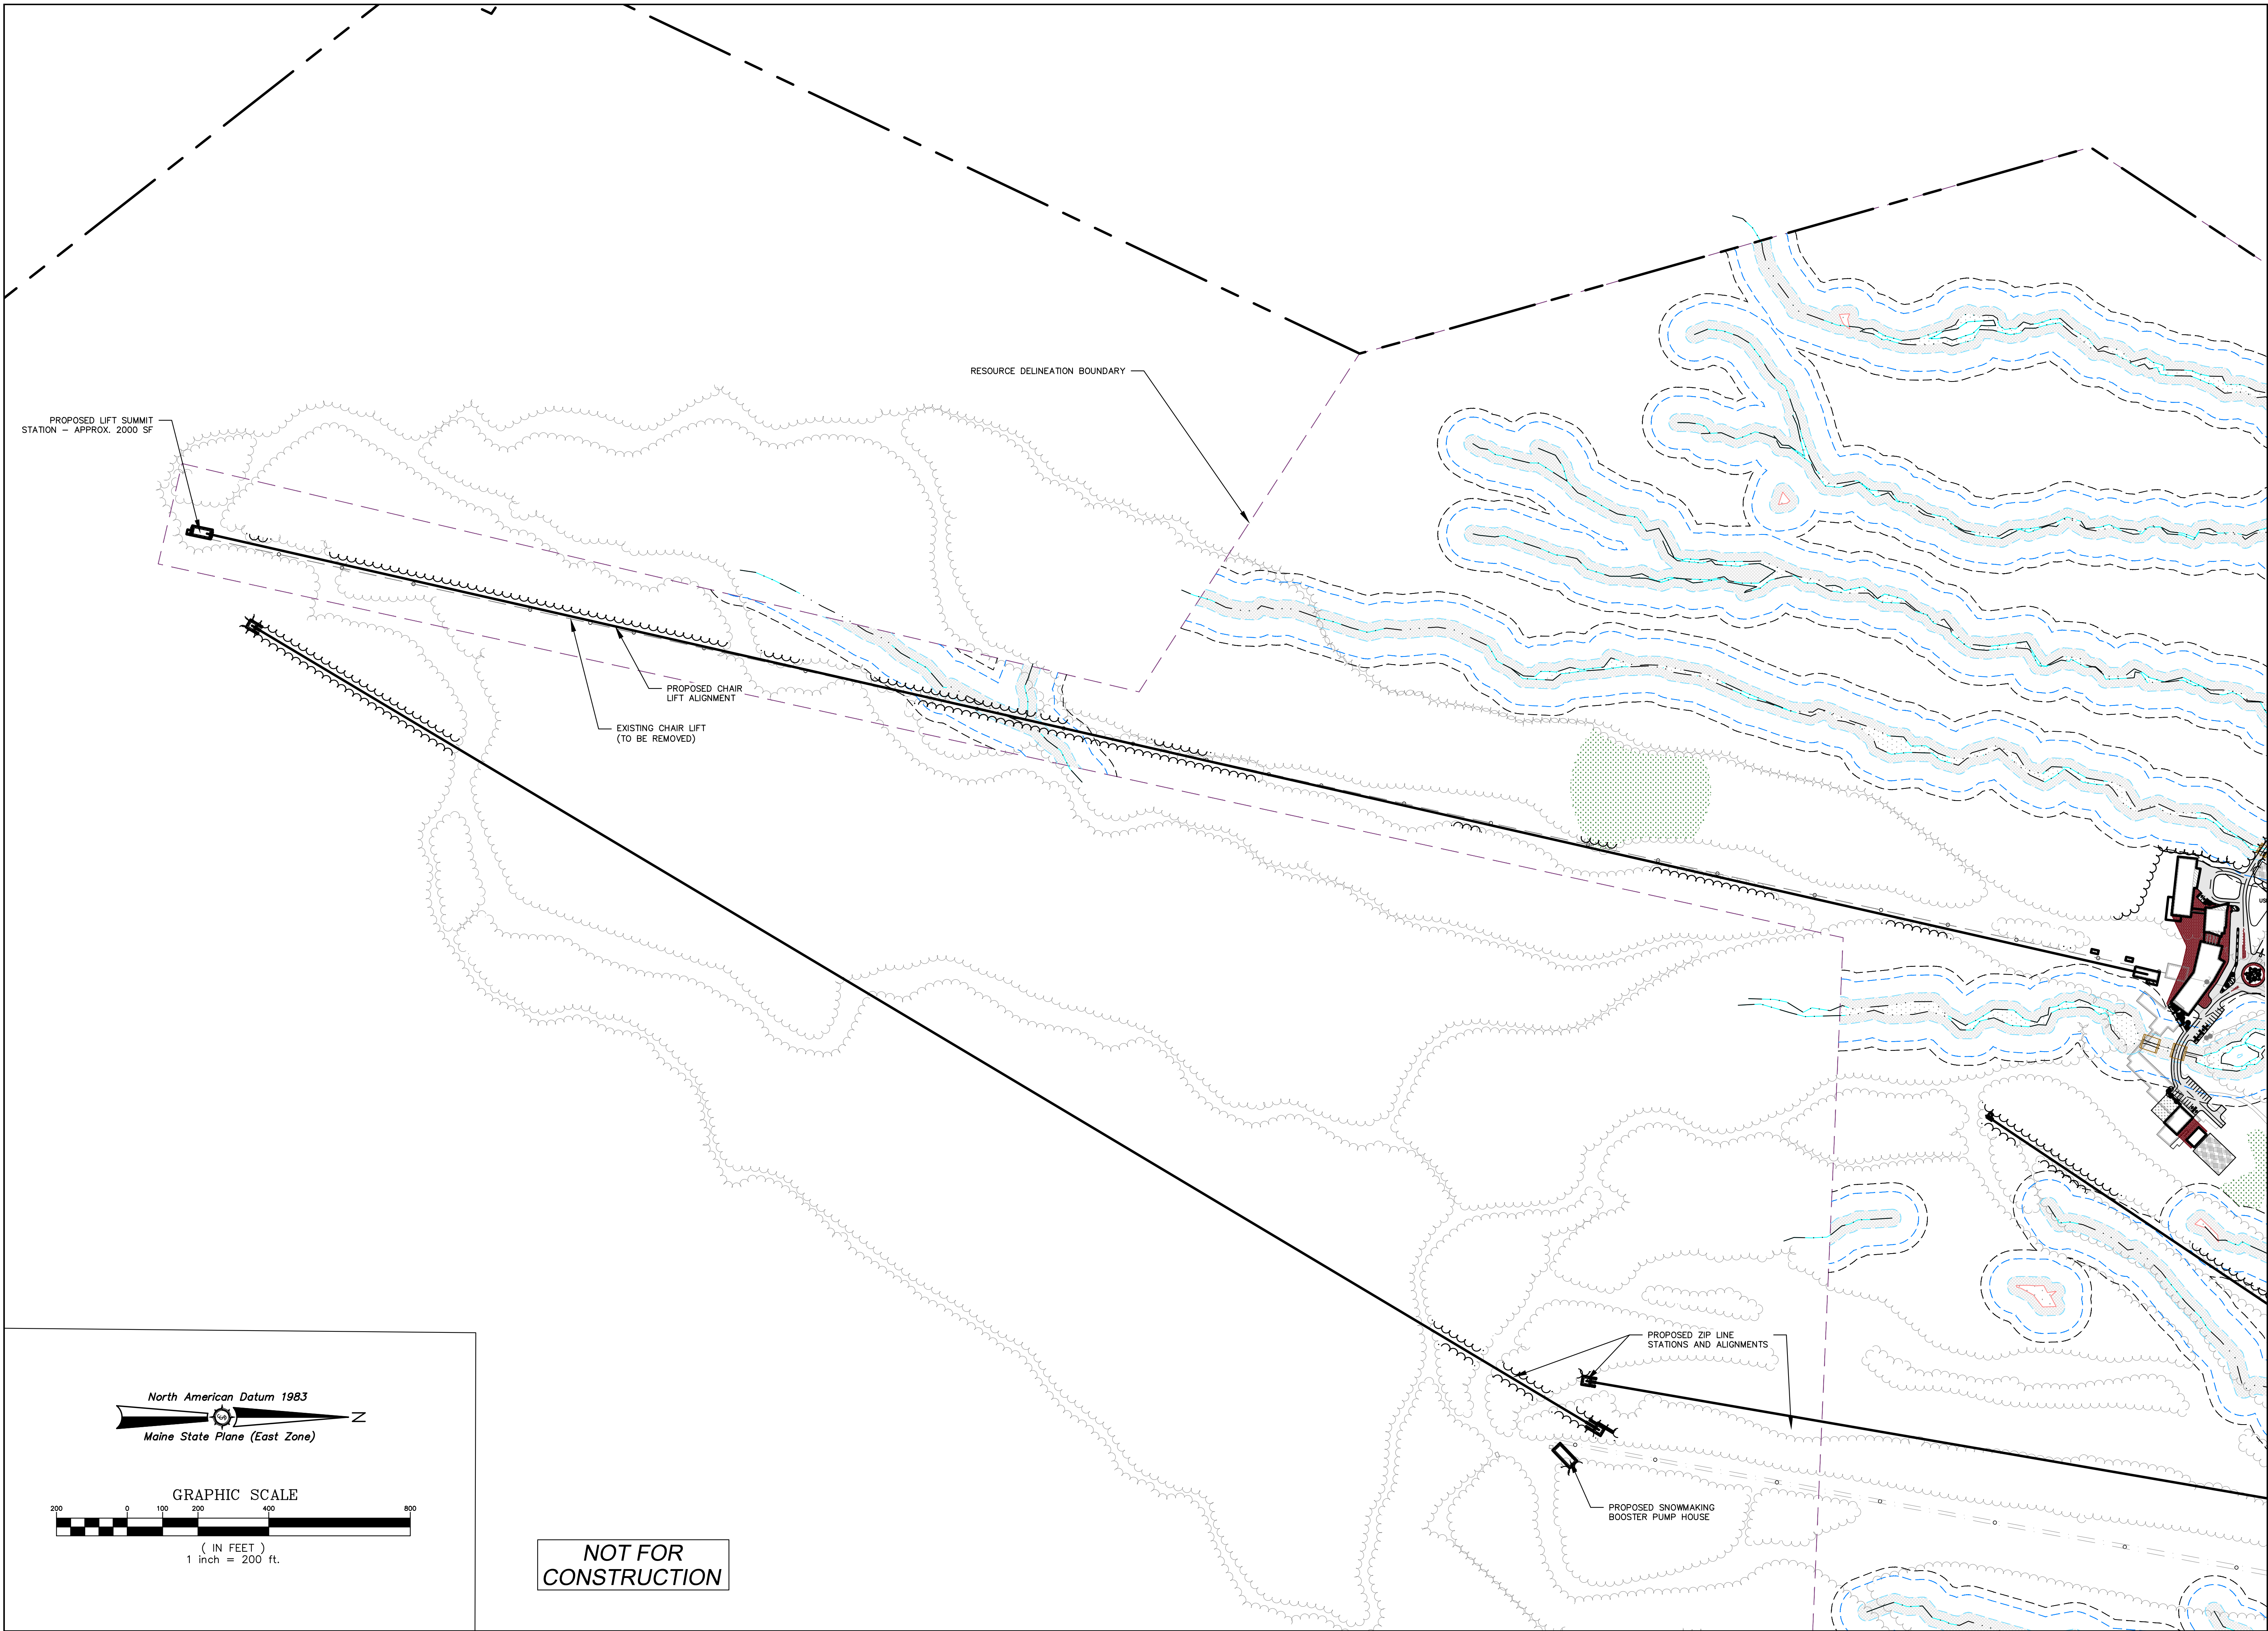 RESOURCE DELINEATION BOUNDARY
PROPOSED LIFT SUMMIT
STATION – APPROX. 2000 SF
PROPOSED CHAIR
LIFT ALIGNMENT
EXISTING CHAIR LIFT
(TO BE REMOVED)
PROPOSED ZIP LINE
STATIONS AND ALIGNMENTS
PROPOSED SNOWMAKING
BOOSTER PUMP HOUSE
North American Datum 1983
N
Maine State Plane (East Zone)
GRAPHIC SCALE
200 0 100 200 400 800
( IN FEET )
1 inch = 200 ft.
NOT FOR
CONSTRUCTION